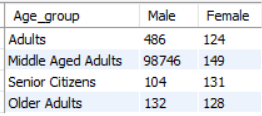 Age_group Male Female
Adults 486 124
Middle Aged Adults 98746 149
Senior Citizens 104 131
Older Adults 132 128